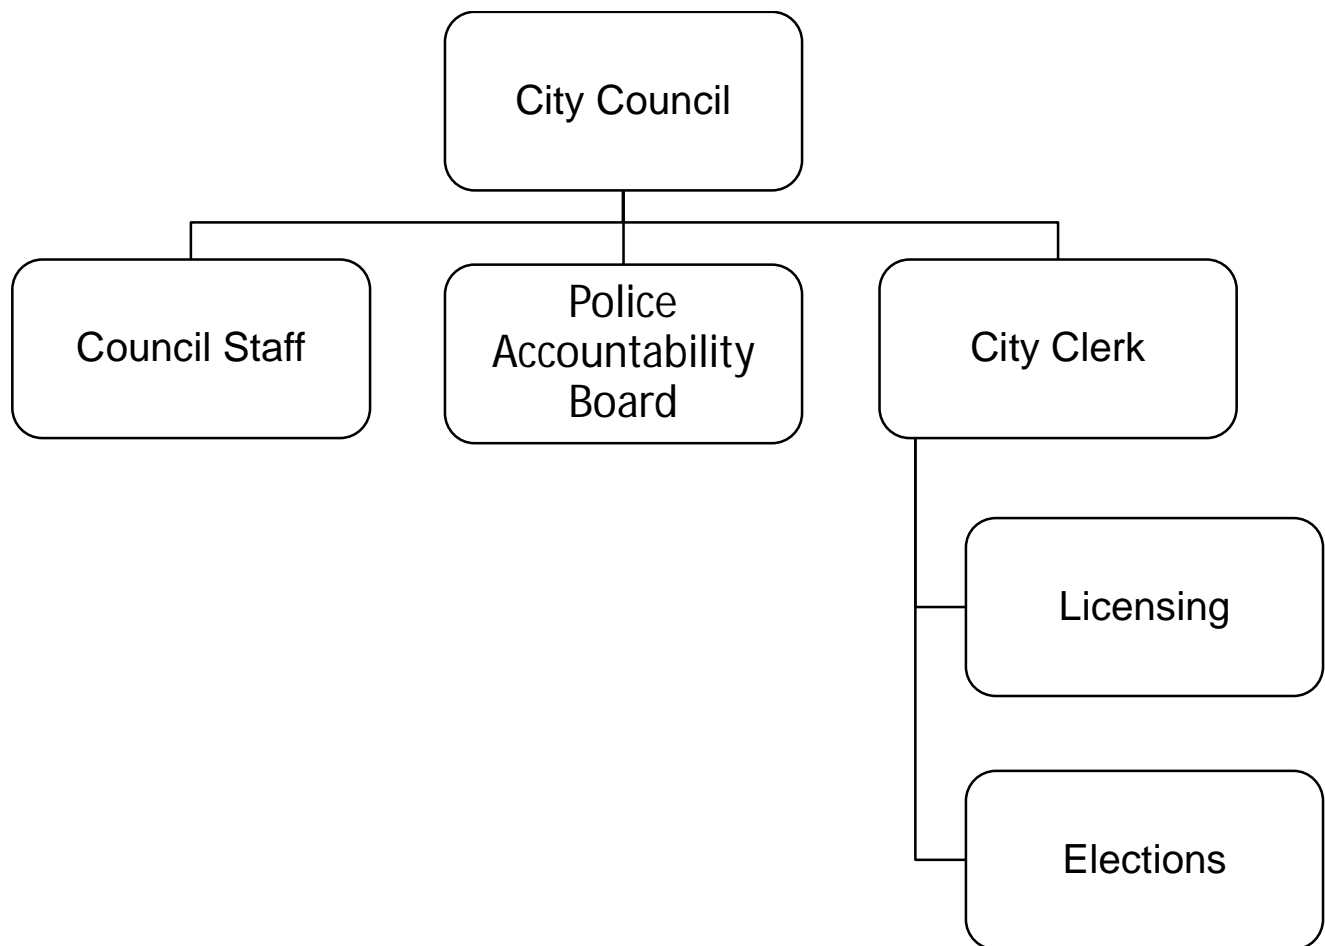 City Council
Council Staff
Police
Accountability
Board
City Clerk
Licensing
Elections